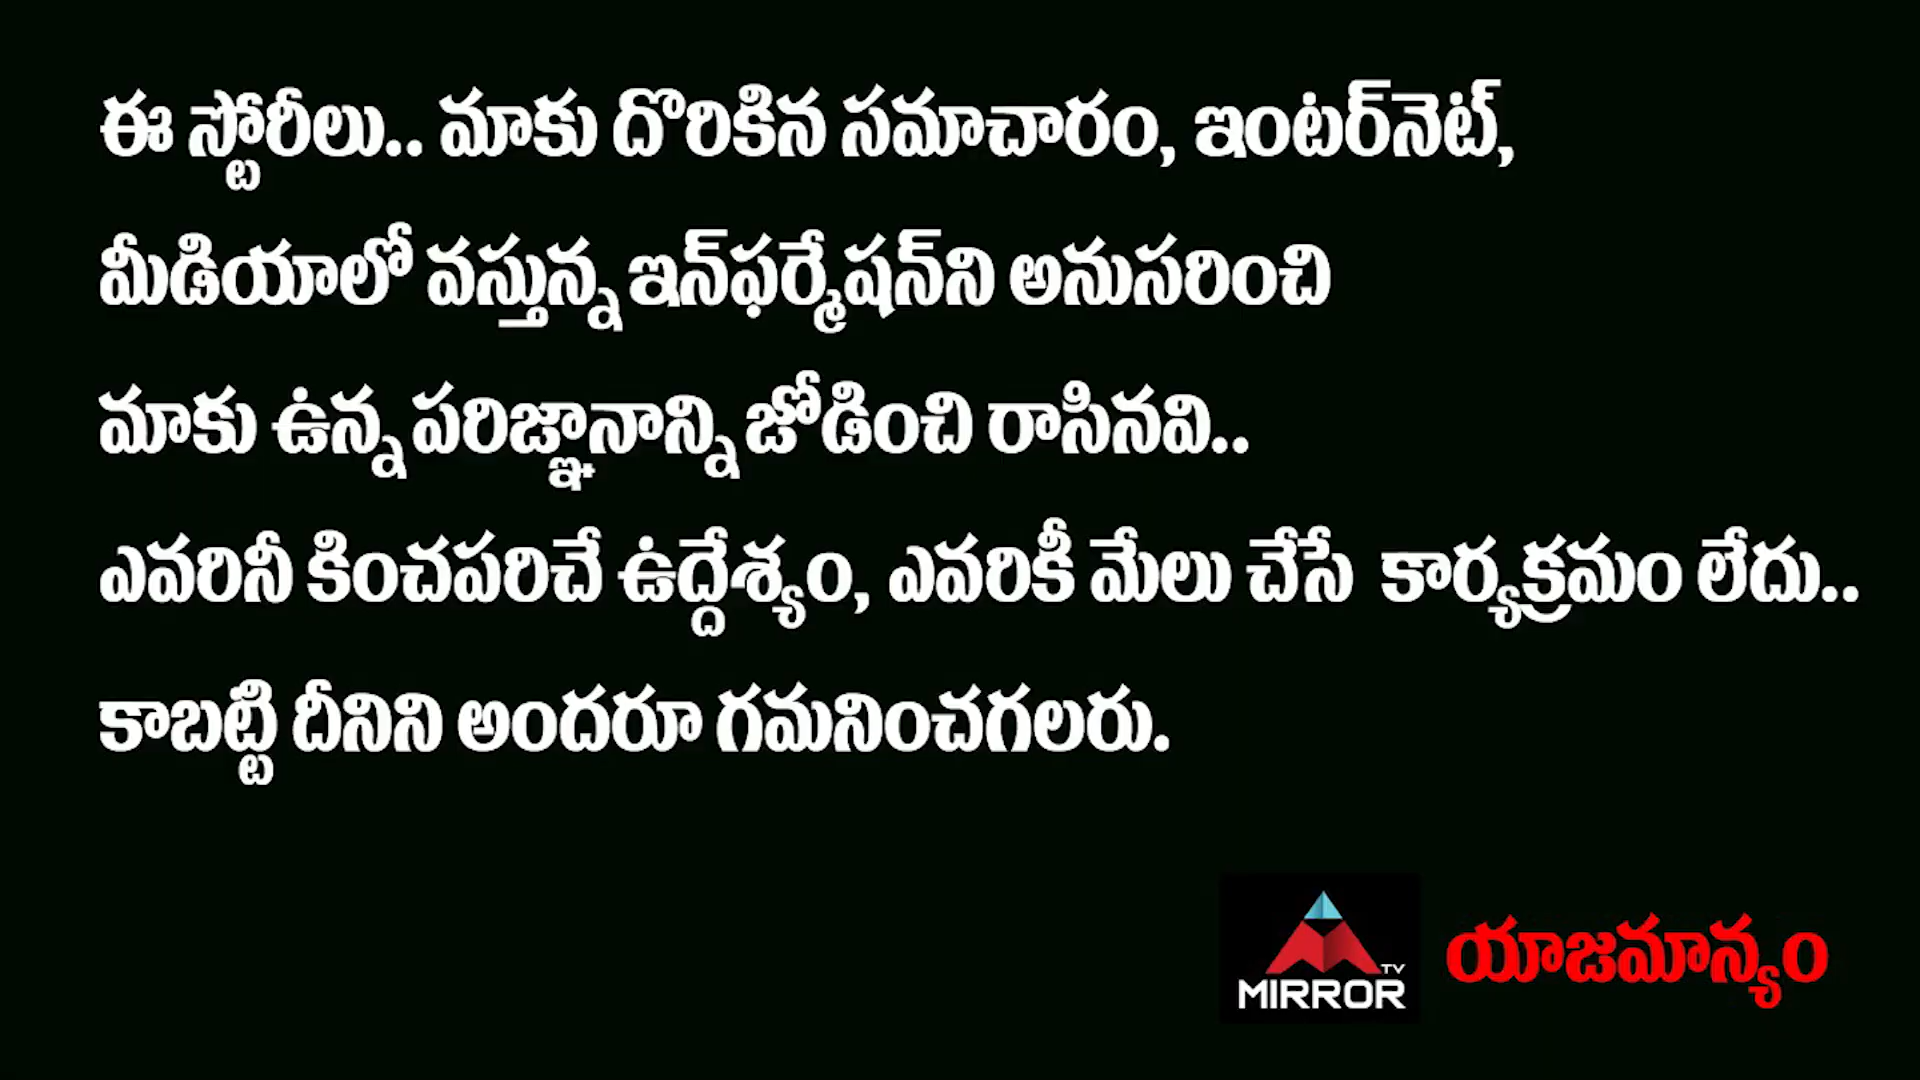 ఈ స్టోరీలు.. మాకు దొరికిన సమాచారం, ఇంటర్‌నెట్,
మీడియాలో వస్తున్న ఇన్‌ఫర్మేషన్‌ని అనుసరించి
మాకు ఉన్న పరిజ్ఞానాన్ని జోడించి రాసినవి..
ఎవరినీ కించపరిచే ఉద్దేశ్యం, ఎవరికీ మేలు చేసే కార్యక్రమం లేదు..
కాబట్టి దీనిని అందరూ గమనించగలరు.
TV
MIRROR
యాజమాన్యం